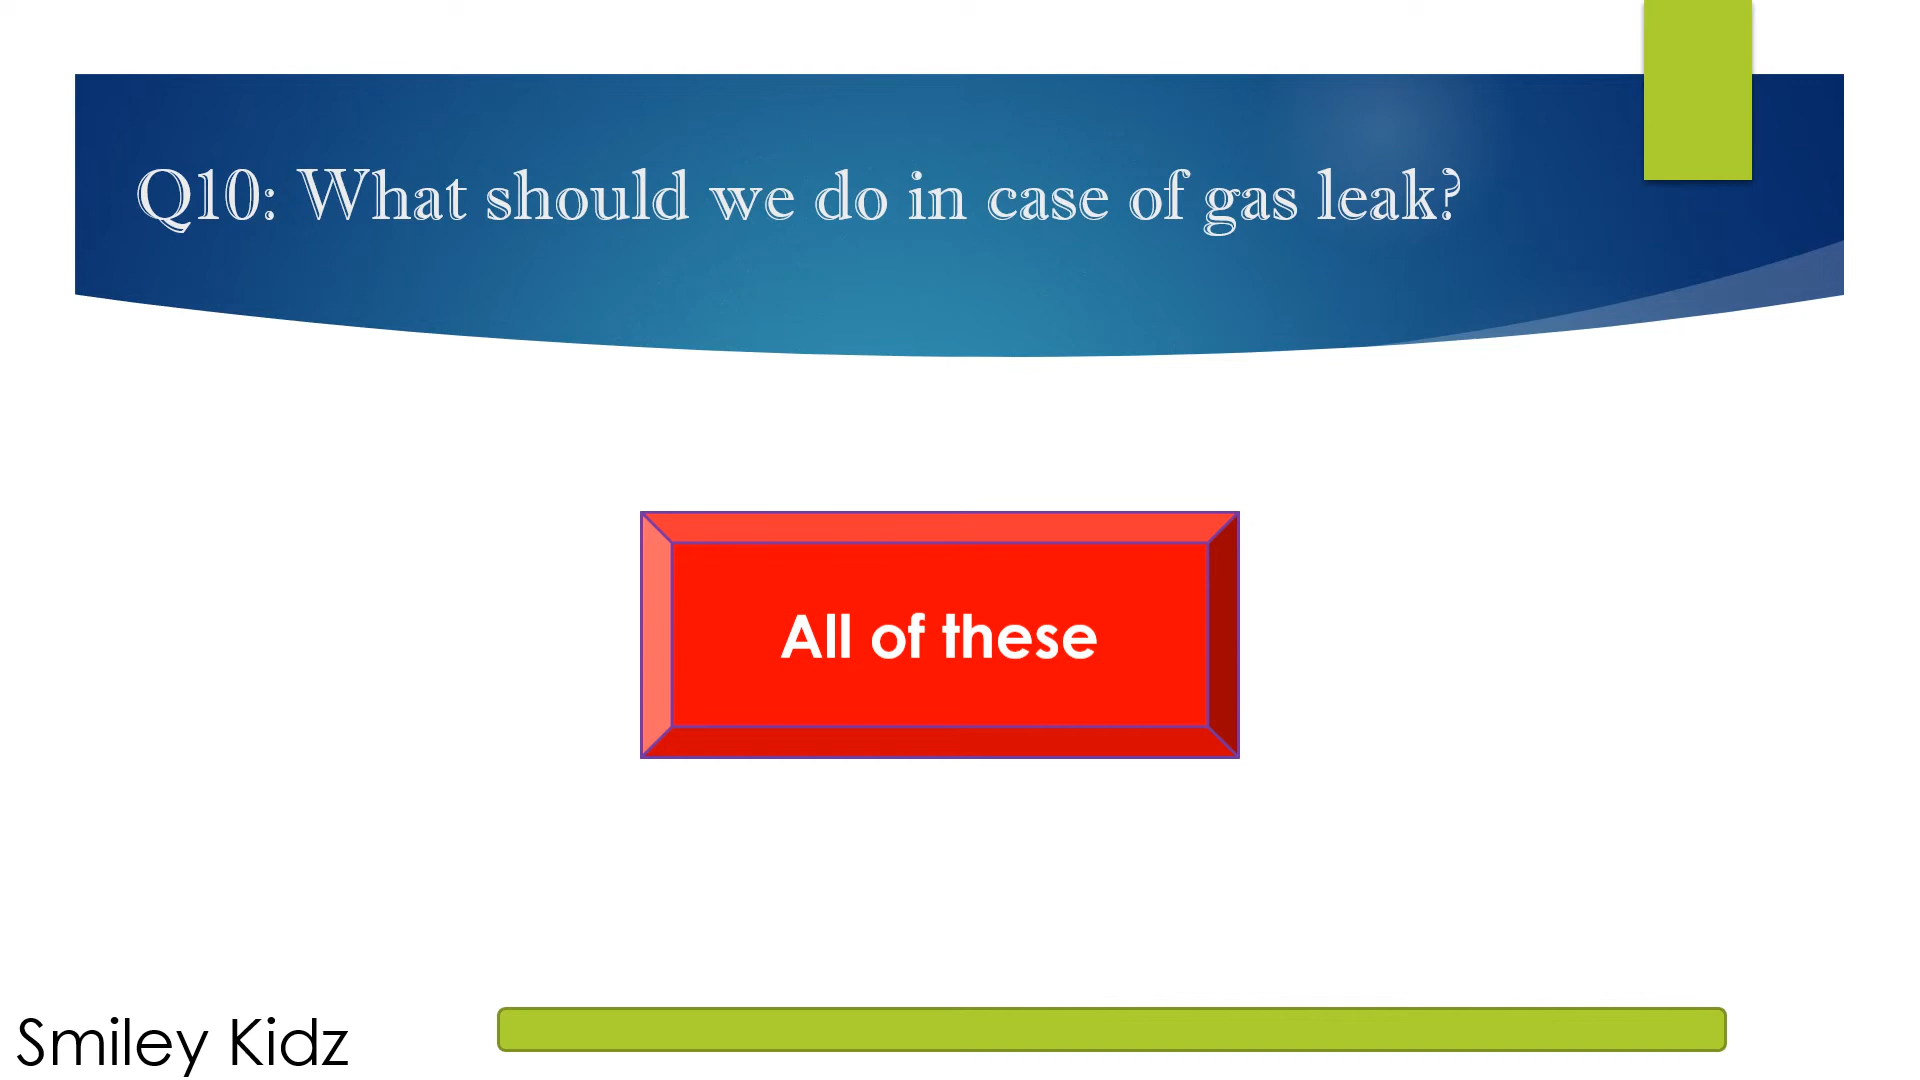 Q10: What should we do in case of gas leak?
All of these
Smiley Kidz